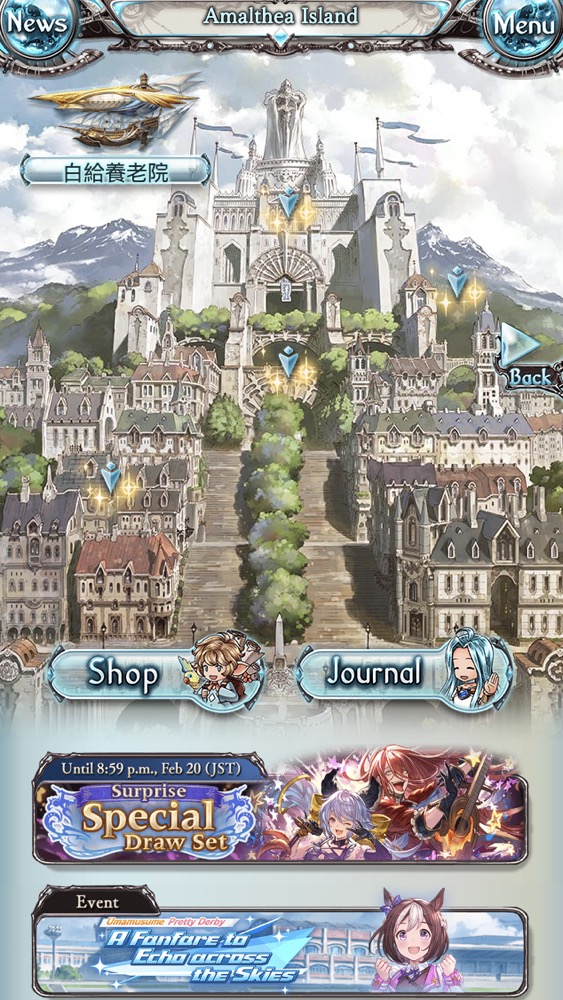 News
Amalthea Island
Menu
白給養老院
Back
Shop
Journal
Until 8:59 p.m., Feb 20 (JST)
Surprise
Special
Draw Set
Event
Umamusume Pretty Derby
A Fanfare to
Echo across
the Skies